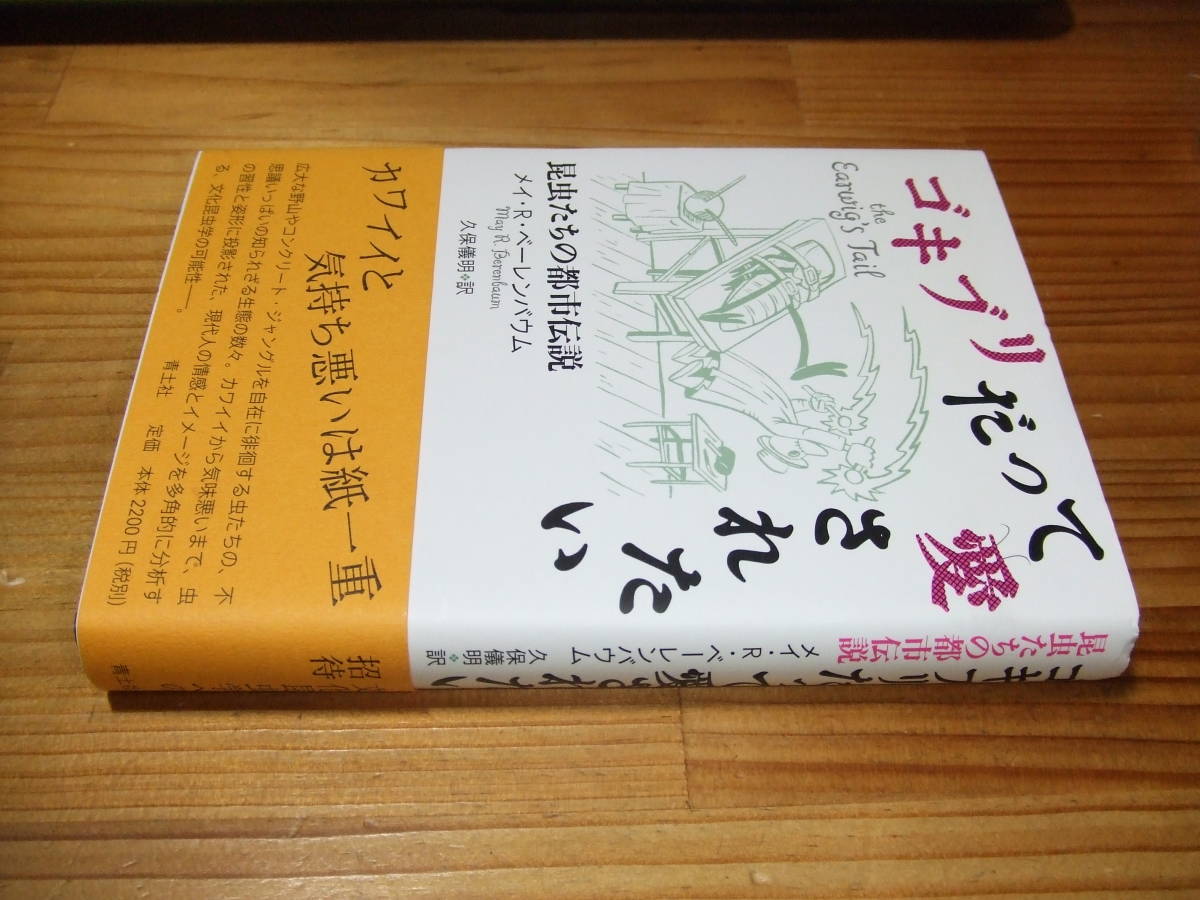 ゴキブリだって
愛されたい
the
Earwig's Tail
昆虫たちの都市伝説
メイ・R・ベーレンバウム
May R. Berenbaum
久保儀明✥訳
カワイイと
気持ち悪いは紙一重
広大な野山やコンクリート・ジャングルを自在に徘徊する虫たちの、不
思議いっぱいの知られざる生態の数々。カワイイから気味悪いまで、虫
の習性と姿形に投影された、現代人の情感とイメージを多角的に分析す
る、文化昆虫学の可能性——。
青土社　定価 本体2200円（税別）
ゴキブリだって愛されたい
昆虫たちの都市伝説
メイ・R・ベーレンバウム
久保儀明✥訳
招待